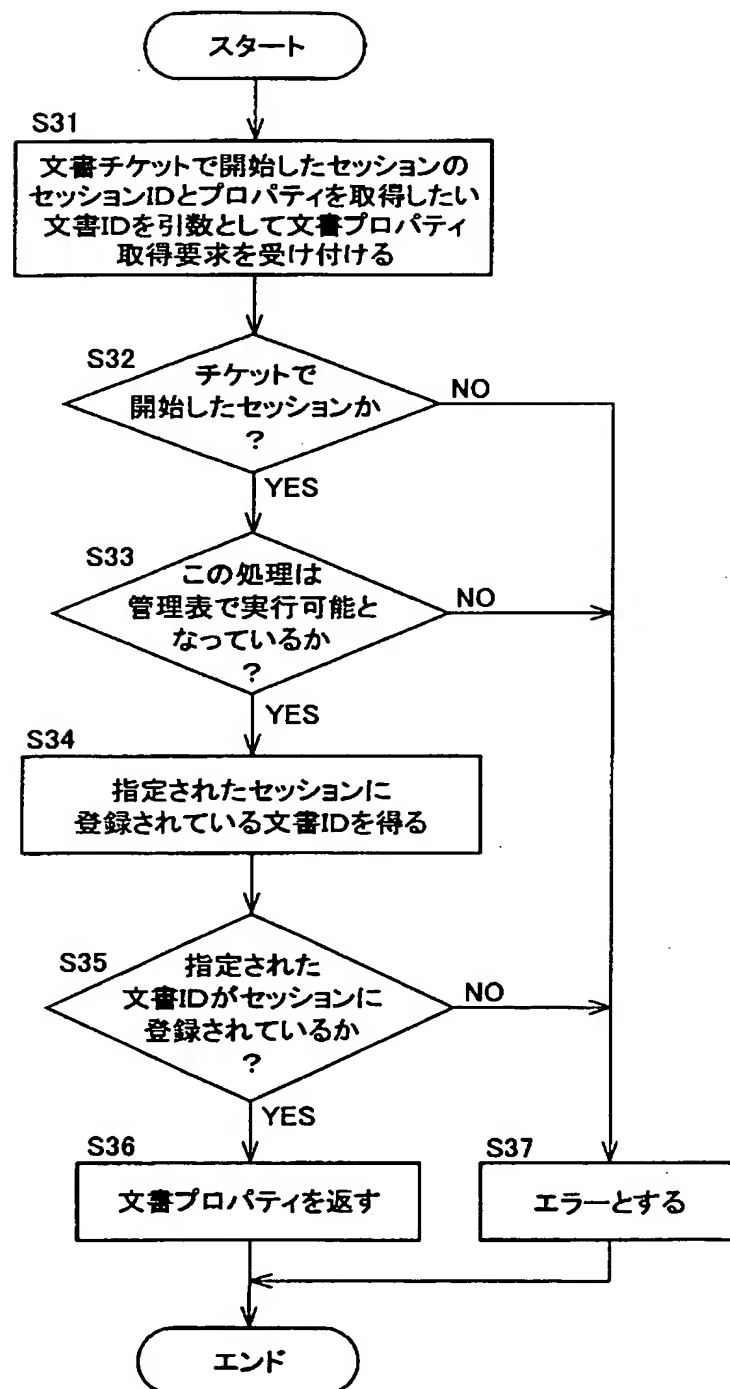 スタート
S31
文書チケットで開始したセッションの
セッションIDとプロパティを取得したい
文書IDを引数として文書プロパティ
取得要求を受け付ける
S32
チケットで
開始したセッションか
?
NO
YES
S33
この処理は
管理表で実行可能と
なっているか
?
NO
YES
S34
指定されたセッションに
登録されている文書IDを得る
S35
指定された
文書IDがセッションに
登録されているか
?
NO
YES
S36
文書プロパティを返す
S37
エラーとする
エンド